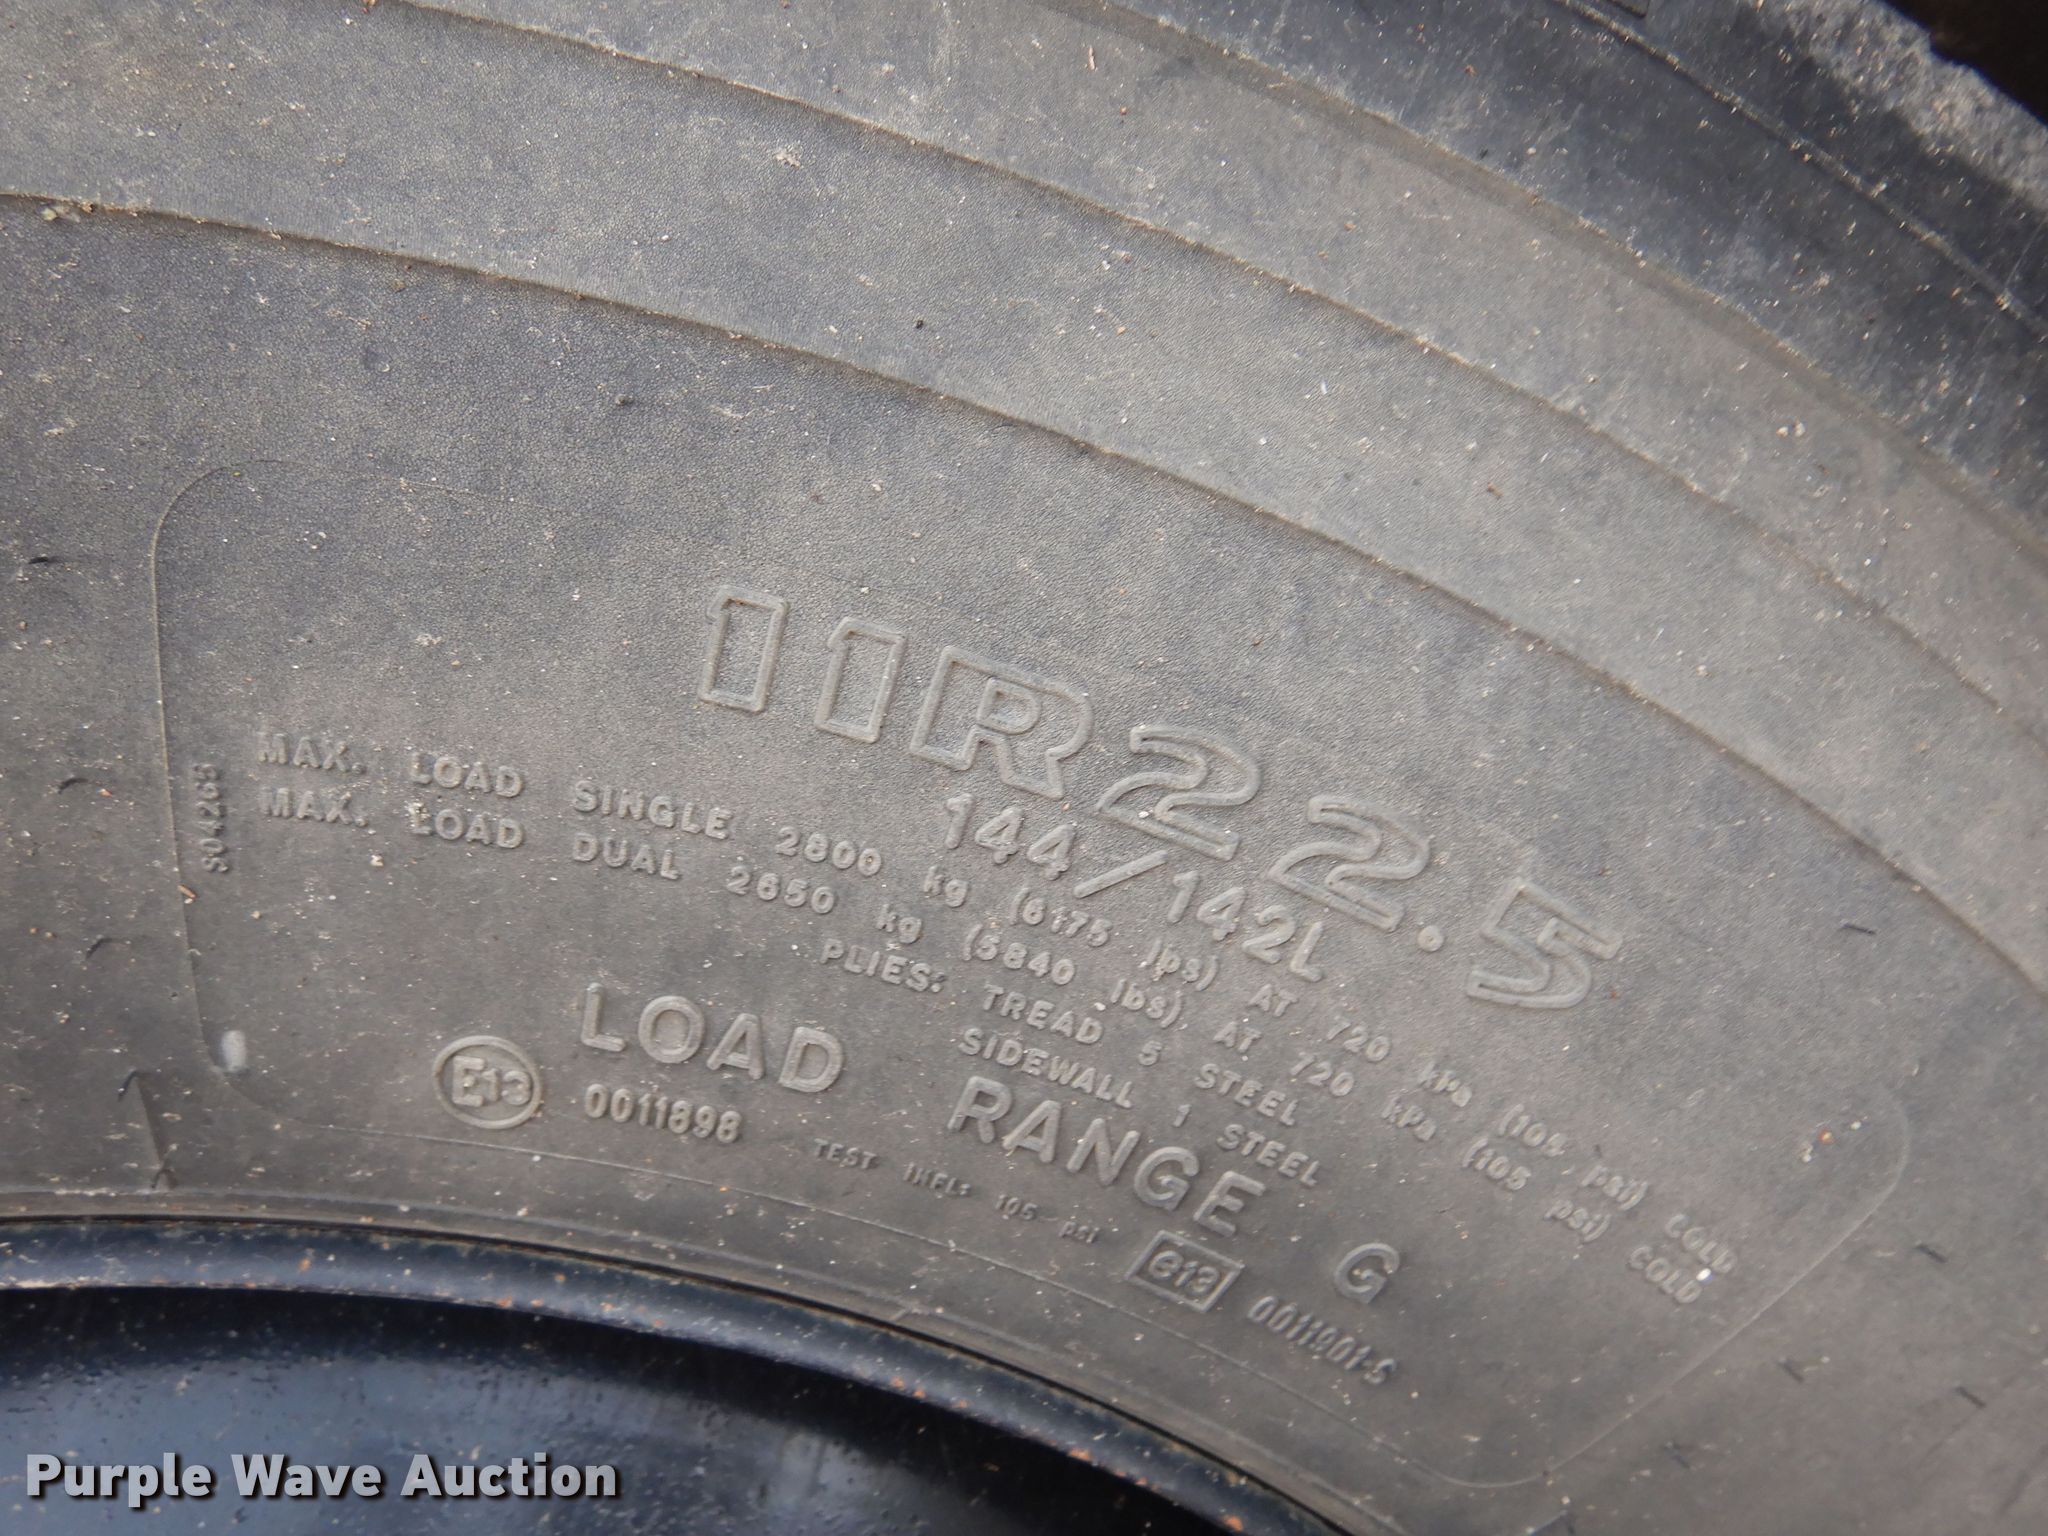 11R22.5
144/142L
MAX. LOAD SINGLE 2800 kg (6175 lbs) AT 720 kPa (105 psi) COLD
MAX. LOAD DUAL 2650 kg (5840 lbs) AT 720 kPa (105 psi) COLD
PLIES: TREAD 5 STEEL
SIDEWALL 1 STEEL
LOAD RANGE G
E13 0011898
TEST INFL: 105 psi
e13 0011901-S
S04265
Purple Wave Auction